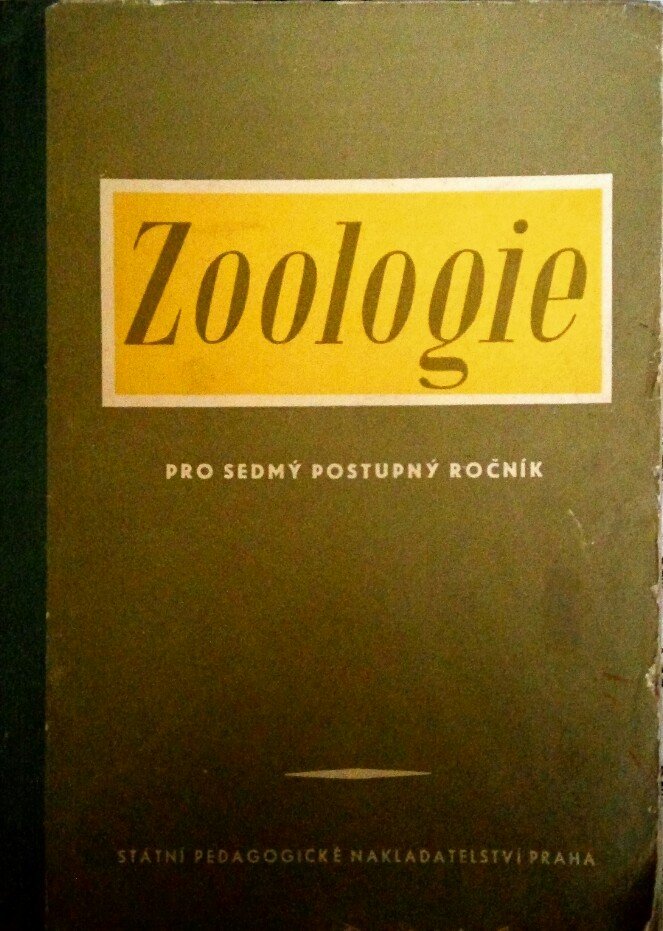 Zoologie
PRO SEDMÝ POSTUPNÝ ROČNÍK
STÁTNÍ PEDAGOGICKÉ NAKLADATELSTVÍ PRAHA